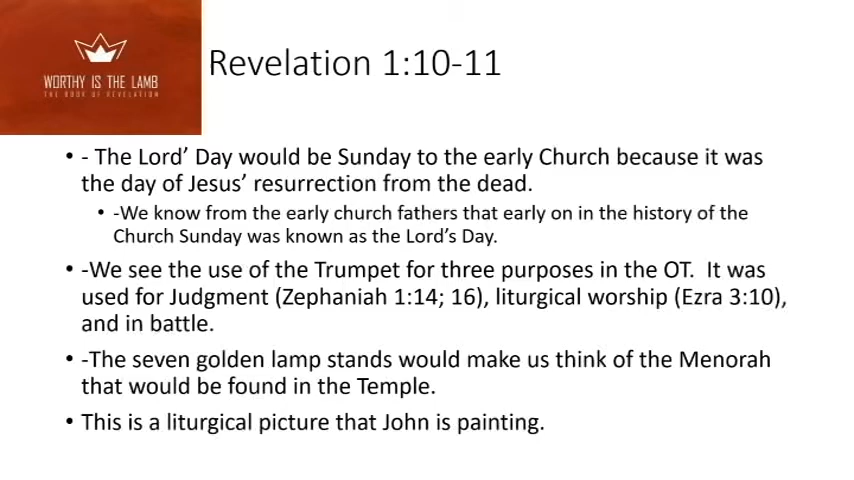 WORTHY IS THE LAMB
THE BOOK OF REVELATION
Revelation 1:10-11
• - The Lord’ Day would be Sunday to the early Church because it was
the day of Jesus’ resurrection from the dead.
• -We know from the early church fathers that early on in the history of the
Church Sunday was known as the Lord’s Day.
• -We see the use of the Trumpet for three purposes in the OT.  It was
used for Judgment (Zephaniah 1:14; 16), liturgical worship (Ezra 3:10),
and in battle.
• -The seven golden lamp stands would make us think of the Menorah
that would be found in the Temple.
• This is a liturgical picture that John is painting.